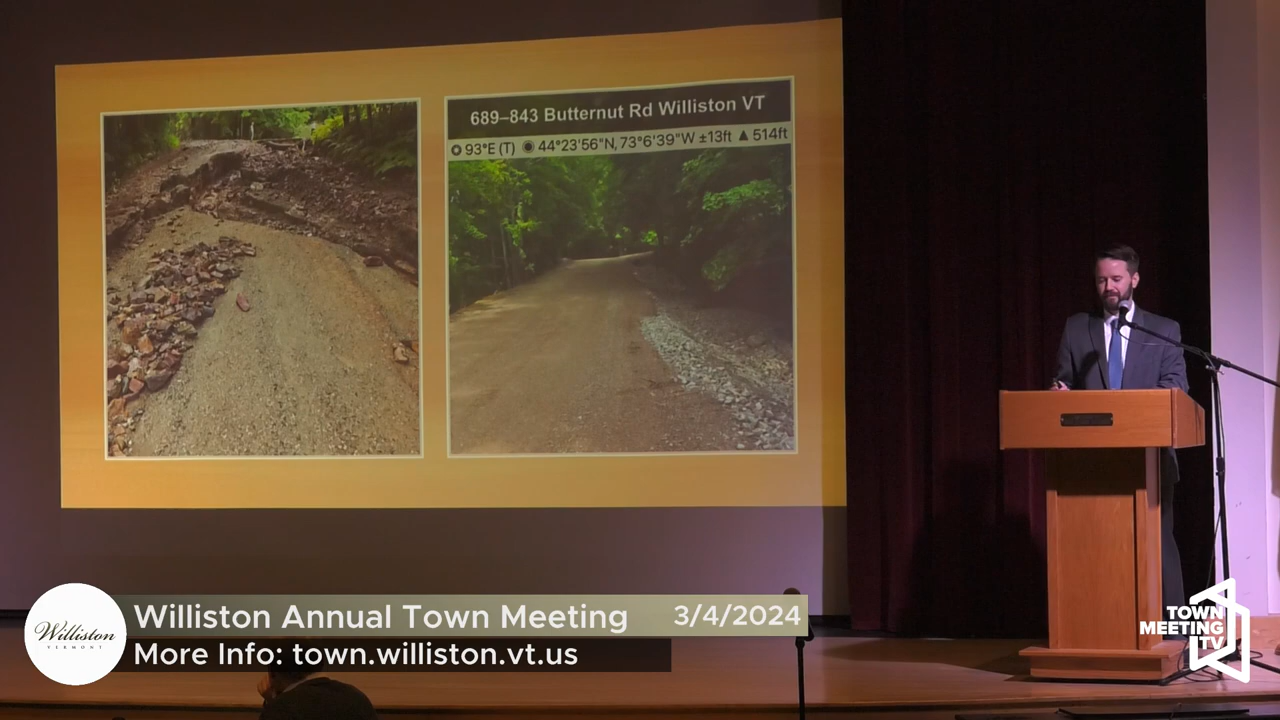 689–843 Butternut Rd Williston VT
93°E (T) 44°23'56"N, 73°6'39"W ±13ft ▲ 514ft
Williston Annual Town Meeting 3/4/2024
More Info: town.williston.vt.us
Williston
VERMONT
TOWN
MEETING
TV